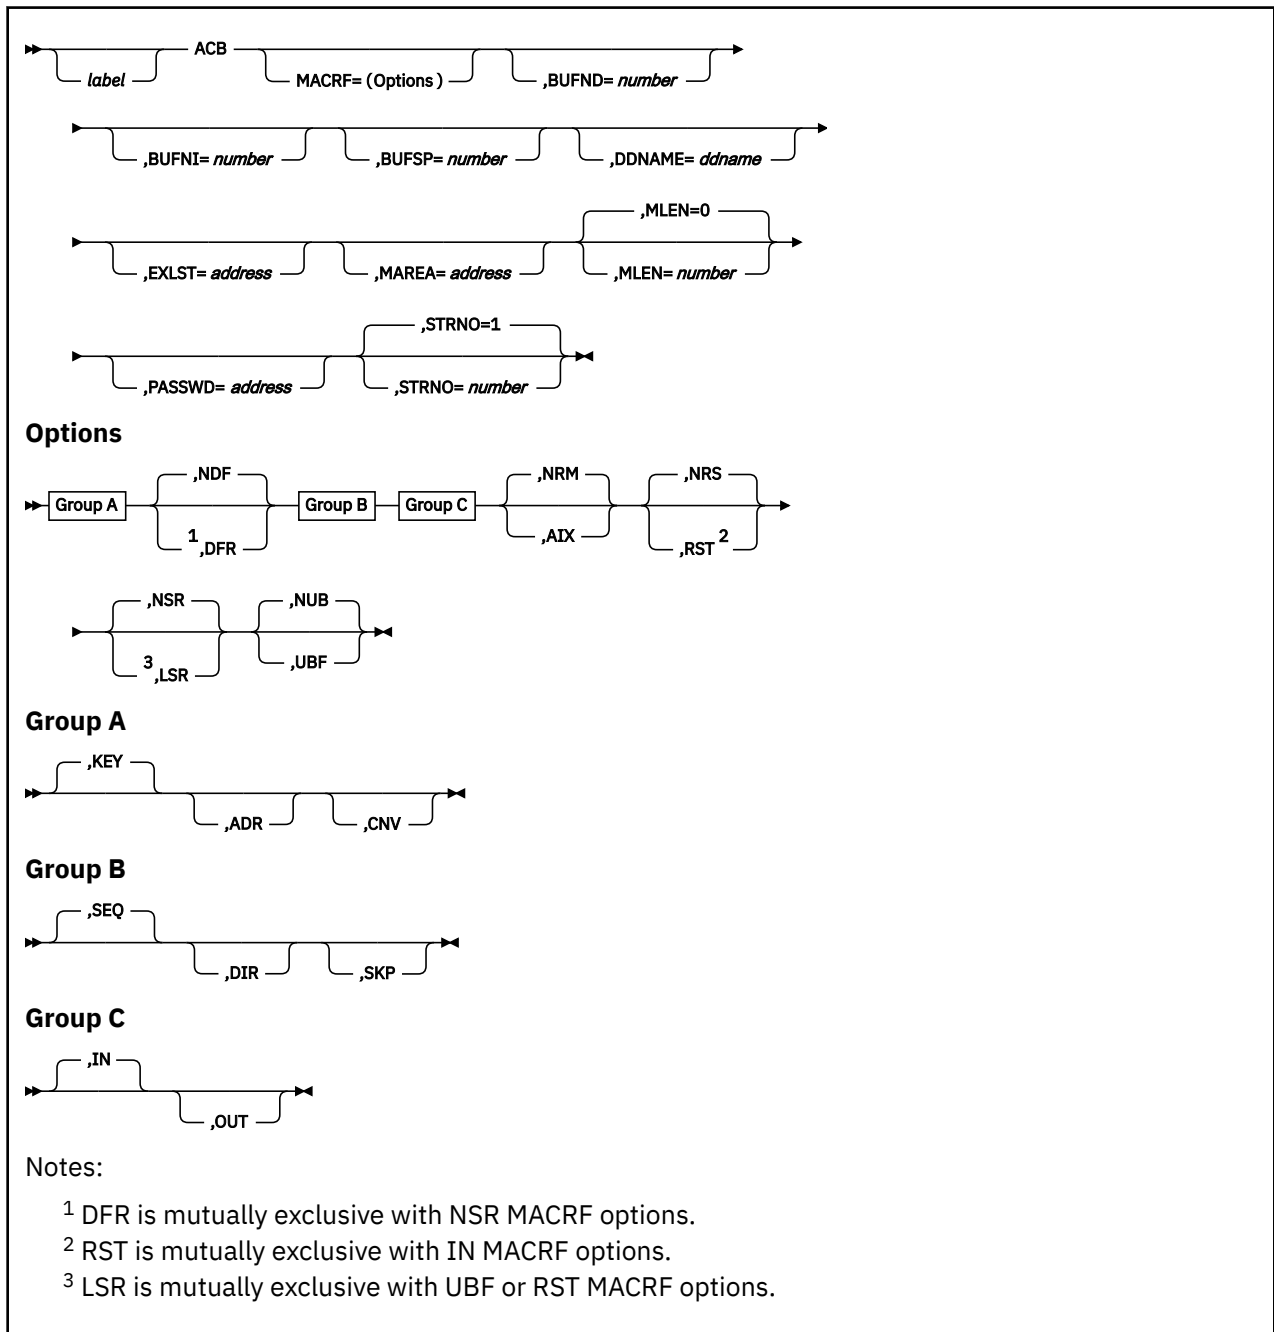 label ACB MACRF= (Options ) ,BUFND= number
,BUFNI= number ,BUFSP= number ,DDNAME= ddname
,MLEN=0
,EXLST= address ,MAREA= address ,MLEN= number
,STRNO=1
,PASSWD= address ,STRNO= number
Options
,NDF ,NRM ,NRS
Group A Group B Group C
1 ,DFR ,AIX ,RST 2
,NSR ,NUB
3 ,LSR ,UBF
Group A
,KEY
,ADR ,CNV
Group B
,SEQ
,DIR ,SKP
Group C
,IN
,OUT
Notes:
1 DFR is mutually exclusive with NSR MACRF options.
2 RST is mutually exclusive with IN MACRF options.
3 LSR is mutually exclusive with UBF or RST MACRF options.